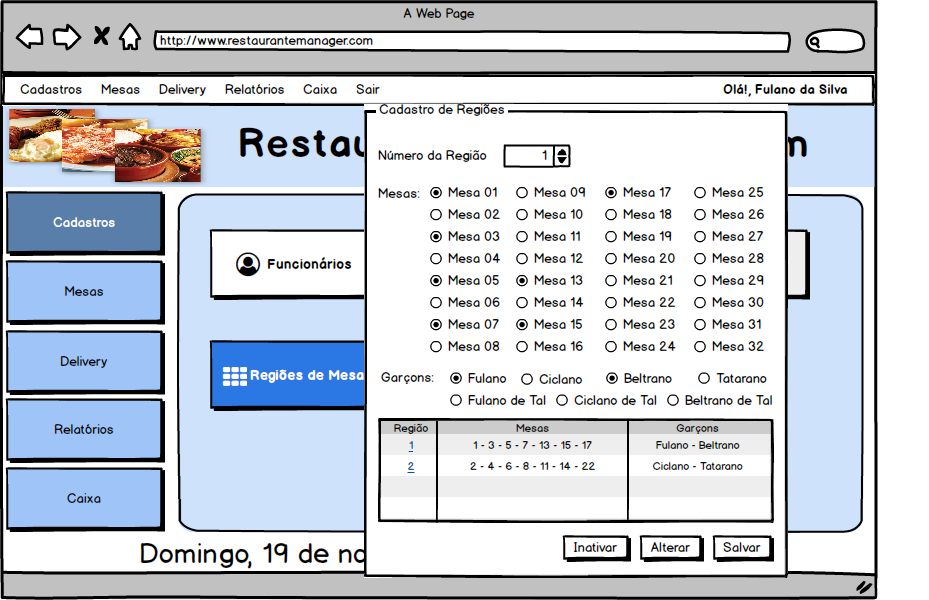 A Web Page
http://www.restaurantemanager.com
Cadastros Mesas Delivery Relatórios Caixa Sair Olá!, Fulano da Silva
Cadastro de Regiões
Número da Região 1
Mesas: Mesa 01 Mesa 09 Mesa 17 Mesa 25
Mesa 02 Mesa 10 Mesa 18 Mesa 26
Cadastros
Mesa 03 Mesa 11 Mesa 19 Mesa 27
Mesa 04 Mesa 12 Mesa 20 Mesa 28
Funcionários
Mesa 05 Mesa 13 Mesa 21 Mesa 29
Mesas
Mesa 06 Mesa 14 Mesa 22 Mesa 30
Mesa 07 Mesa 15 Mesa 23 Mesa 31
Mesa 08 Mesa 16 Mesa 24 Mesa 32
Delivery
Regiões de Mesa
Garçons: Fulano Ciclano Beltrano Tatarano
Fulano de Tal Ciclano de Tal Beltrano de Tal
Relatórios
Região Mesas Garçons
1 1 - 3 - 5 - 7 - 13 - 15 - 17 Fulano - Beltrano
2 2 - 4 - 6 - 8 - 11 - 14 - 22 Ciclano - Tatarano
Caixa
Domingo, 19 de
Inativar Alterar Salvar